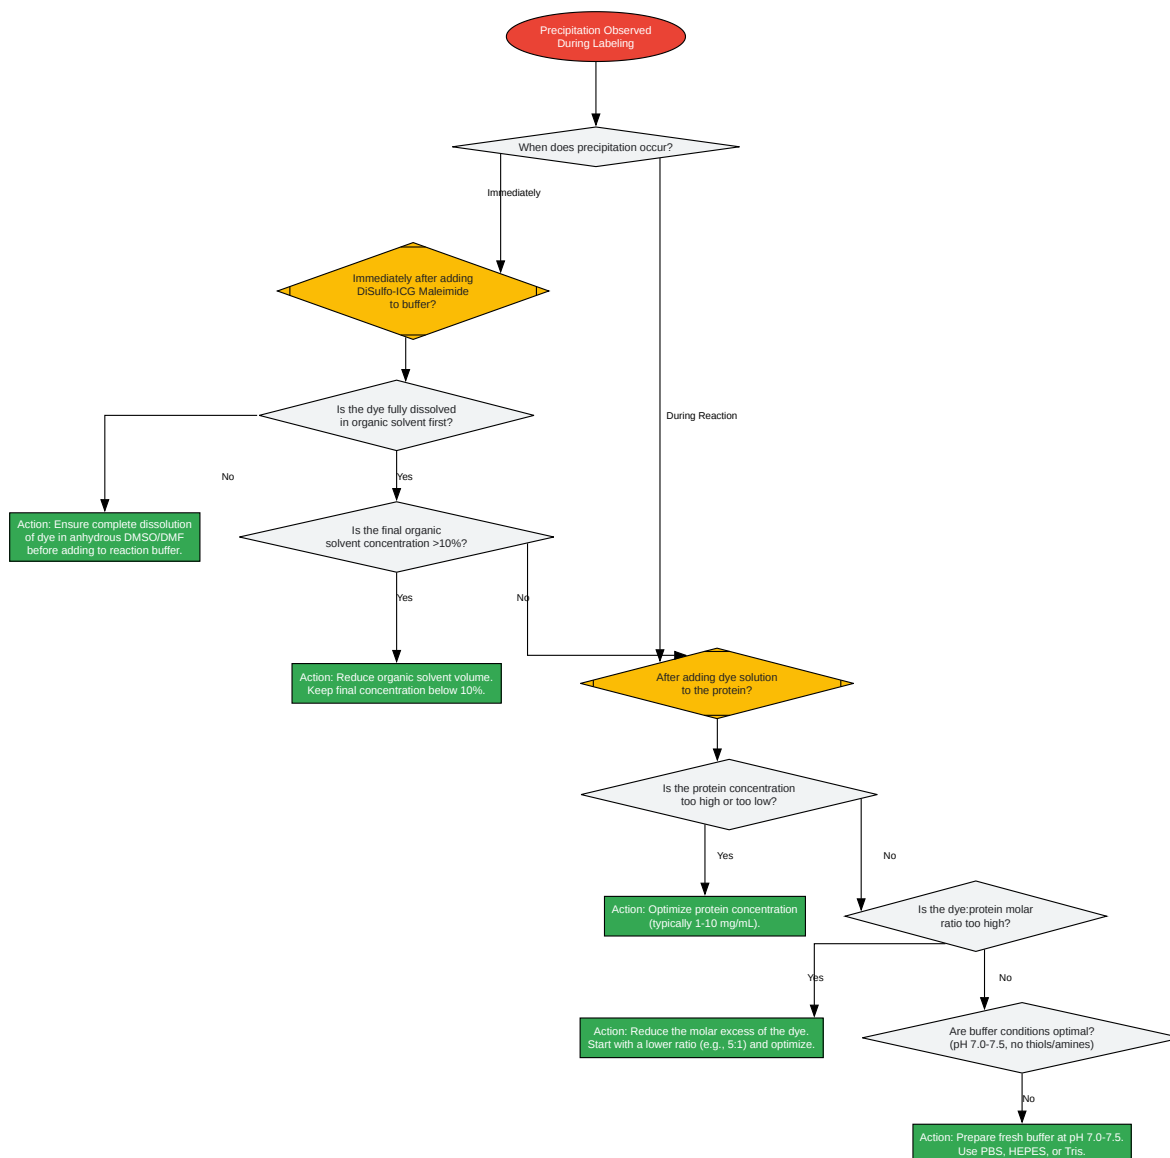 Precipitation Observed
During Labeling
When does precipitation occur?
Immediately
Immediately after adding
DiSulfo-ICG Maleimide
to buffer?
Is the dye fully dissolved
in organic solvent first?
During Reaction
No
Yes
Action: Ensure complete dissolution
of dye in anhydrous DMSO/DMF
before adding to reaction buffer.
Is the final organic
solvent concentration >10%?
Yes
No
Action: Reduce organic solvent volume.
Keep final concentration below 10%.
After adding dye solution
to the protein?
Is the protein concentration
too high or too low?
Yes
No
Action: Optimize protein concentration
(typically 1-10 mg/mL).
Is the dye:protein molar
ratio too high?
Yes
No
Action: Reduce the molar excess of the dye.
Start with a lower ratio (e.g., 5:1) and optimize.
Are buffer conditions optimal?
(pH 7.0-7.5, no thiols/amines)
No
Action: Prepare fresh buffer at pH 7.0-7.5.
Use PBS, HEPES, or Tris.